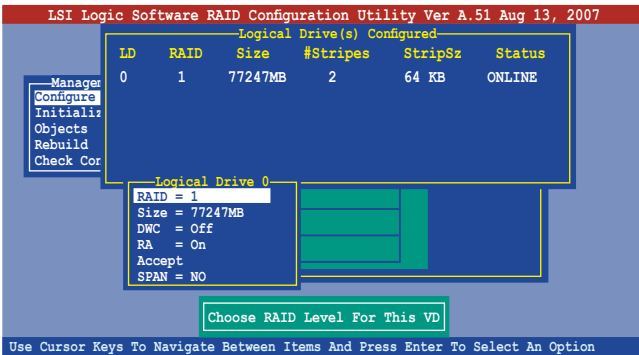 LSI Logic Software RAID Configuration Utility Ver A.51 Aug 13, 2007
Logical Drive(s) Configured
LD RAID Size #Stripes StripSz Status
0 1 77247MB 2 64 KB ONLINE
Manager
Configure
Initializ
Objects
Rebuild
Check Con
Logical Drive 0
RAID = 1
Size = 77247MB
DWC = Off
RA = On
Accept
SPAN = NO
Choose RAID Level For This VD
Use Cursor Keys To Navigate Between Items And Press Enter To Select An Option